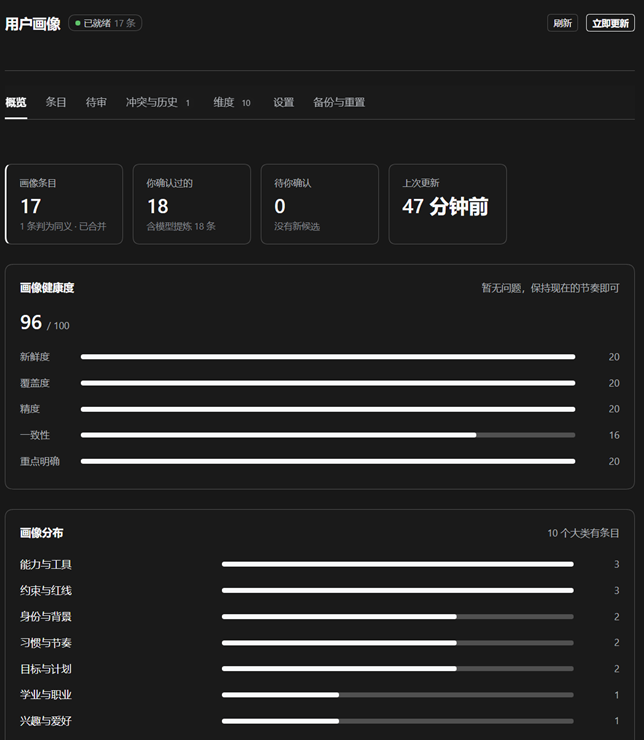 用户画像 已就绪 17 条 刷新 立即更新
概览 条目 待审 冲突与历史 1 维度 10 设置 备份与重置
画像条目 你确认过的 待你确认 上次更新
17 18 0 47 分钟前
1 条判为同义 · 已合并 含模型提炼 18 条 没有新候选
画像健康度 暂无问题，保持现在的节奏即可
96 / 100
新鲜度 20
覆盖度 20
精度 20
一致性 16
重点明确 20
画像分布 10 个大类有条目
能力与工具 3
约束与红线 3
身份与背景 2
习惯与节奏 2
目标与计划 2
学业与职业 1
兴趣与爱好 1